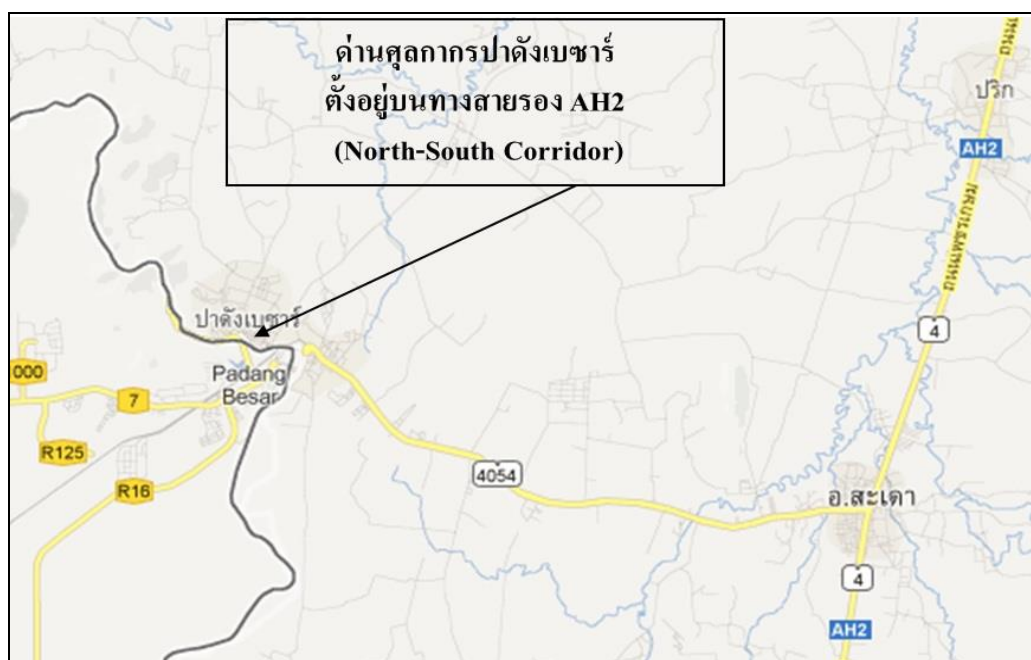 ด่านศุลกากรปาดังเบซาร์
ตั้งอยู่บนทางสายรอง AH2
(North-South Corridor)
ปริก
AH2
ถนนเพชรเกษม
4
ปาดังเบซาร์
Padang
Besar
000
7
R125
R16
4054
อ.สะเดา
4
AH2